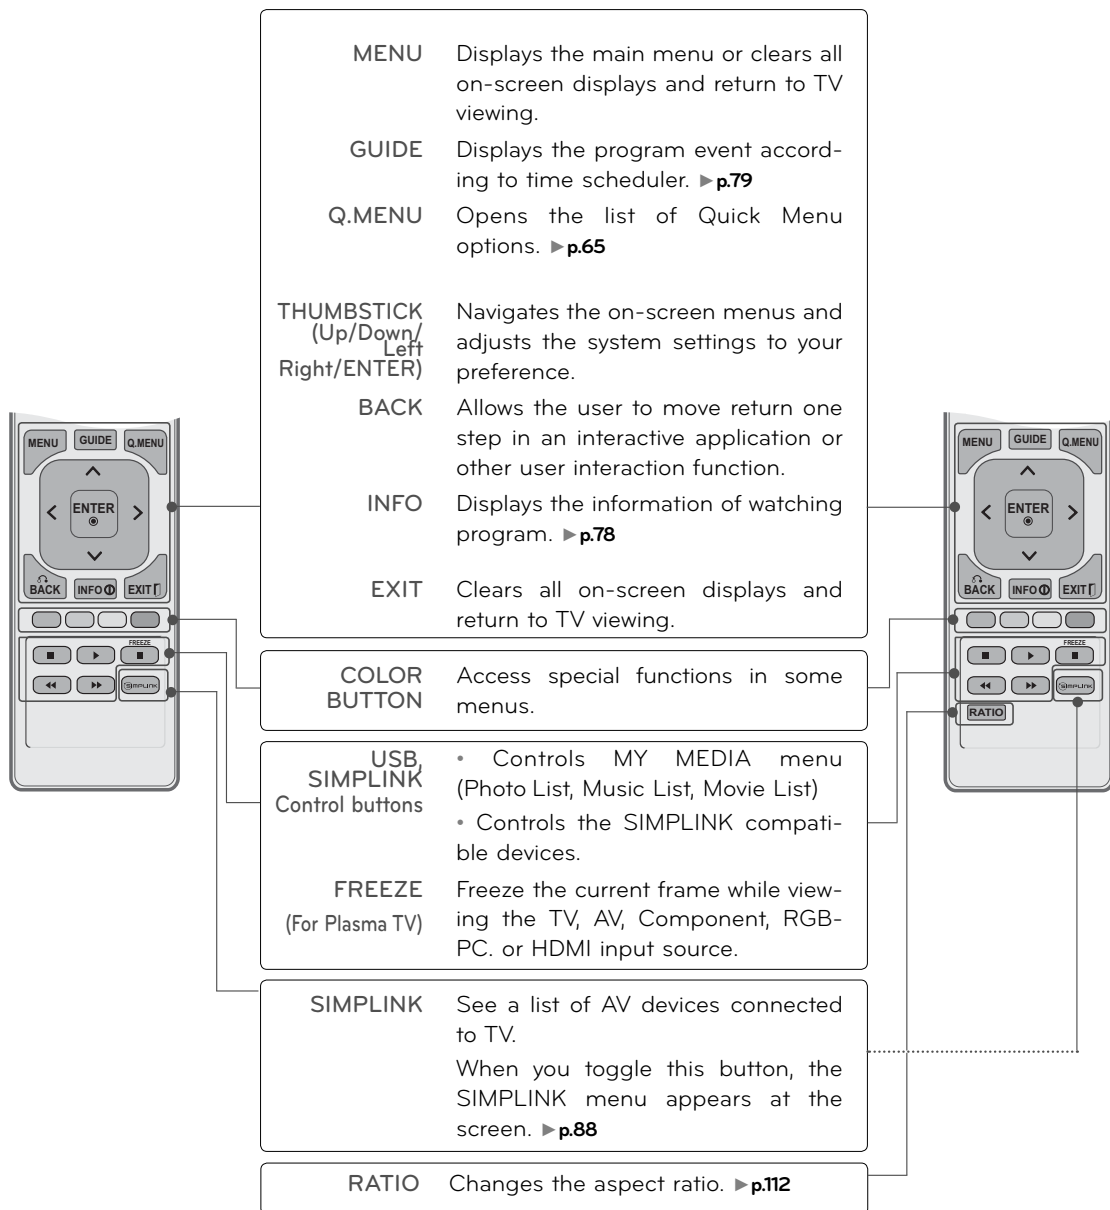 MENU Displays the main menu or clears all
on-screen displays and return to TV
viewing.
GUIDE Displays the program event accord-
ing to time scheduler. ►p.79
Q.MENU Opens the list of Quick Menu
options. ►p.65
THUMBSTICK Navigates the on-screen menus and
(Up/Down/
Left adjusts the system settings to your
Right/ENTER) preference.
BACK Allows the user to move return one
step in an interactive application or
other user interaction function.
INFO Displays the information of watching
program. ►p.78
EXIT Clears all on-screen displays and
return to TV viewing.
COLOR Access special functions in some
BUTTON menus.
USB, • Controls MY MEDIA menu
SIMPLINK (Photo List, Music List, Movie List)
Control buttons
• Controls the SIMPLINK compati-
ble devices.
FREEZE Freeze the current frame while view-
(For Plasma TV) ing the TV, AV, Component, RGB-
PC. or HDMI input source.
SIMPLINK See a list of AV devices connected
to TV.
When you toggle this button, the
SIMPLINK menu appears at the
screen. ►p.88
RATIO Changes the aspect ratio. ►p.112
MENU GUIDE Q.MENU
ENTER
BACK INFO EXIT
FREEZE
SIMPLINK
MENU GUIDE Q.MENU
ENTER
BACK INFO EXIT
FREEZE
SIMPLINK
RATIO